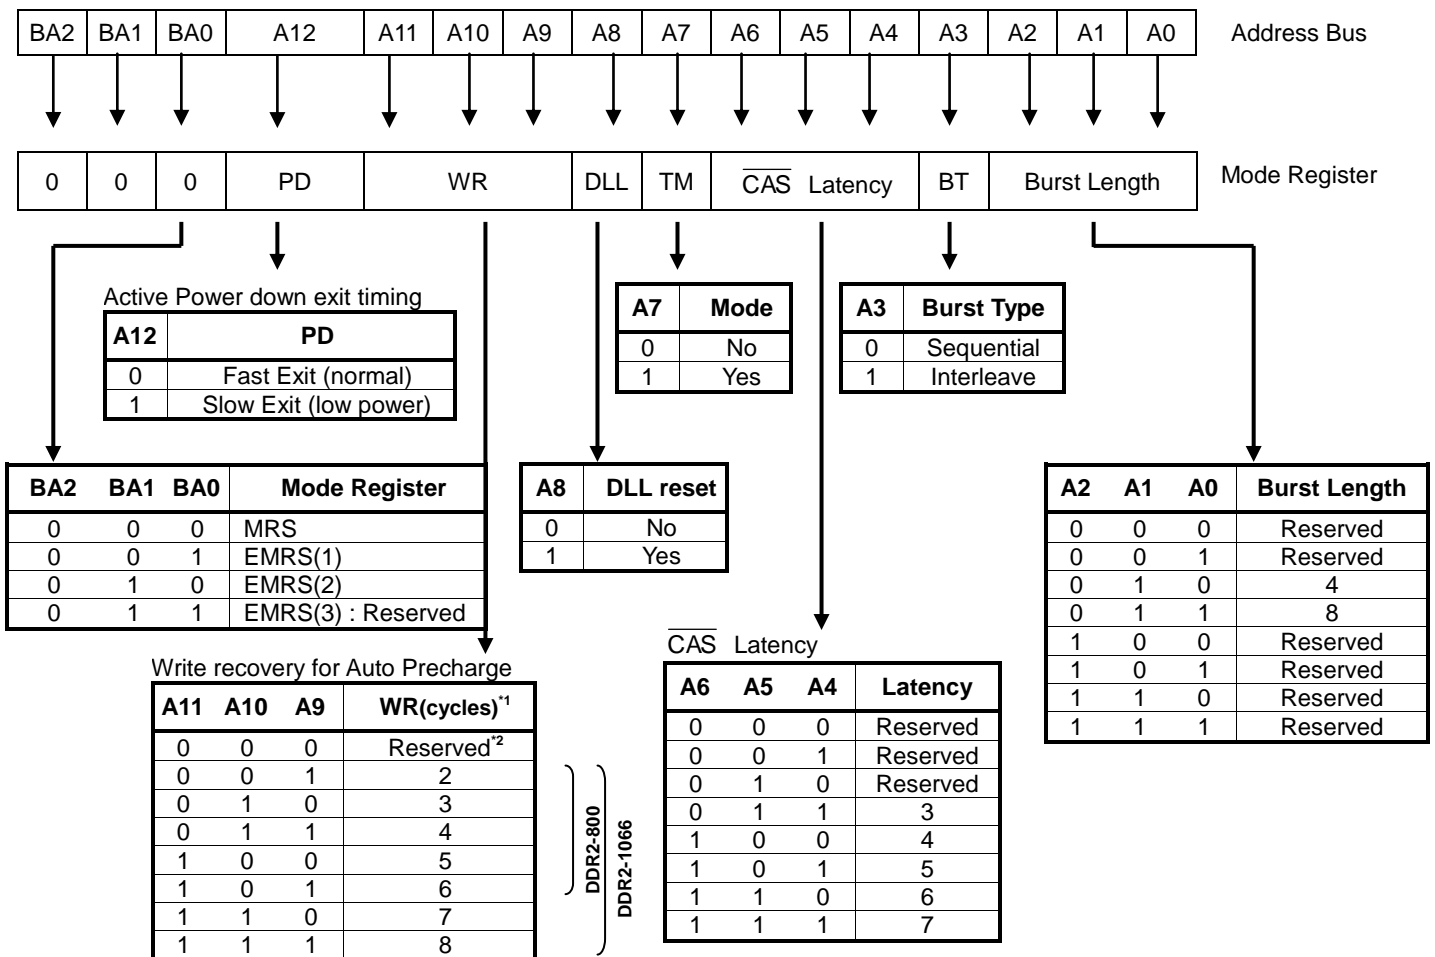 BA2 BA1 BA0 A12 A11 A10 A9 A8 A7 A6 A5 A4 A3 A2 A1 A0 Address Bus
0 0 0 PD WR DLL TM CAS Latency BT Burst Length Mode Register
Active Power down exit timing
A12 PD
0 Fast Exit (normal)
1 Slow Exit (low power)
A7 Mode
0 No
1 Yes
A3 Burst Type
0 Sequential
1 Interleave
BA2 BA1 BA0 Mode Register
0 0 0 MRS
0 0 1 EMRS(1)
0 1 0 EMRS(2)
0 1 1 EMRS(3) : Reserved
A8 DLL reset
0 No
1 Yes
A2 A1 A0 Burst Length
0 0 0 Reserved
0 0 1 Reserved
0 1 0 4
0 1 1 8
1 0 0 Reserved
1 0 1 Reserved
1 1 0 Reserved
1 1 1 Reserved
Write recovery for Auto Precharge
A11 A10 A9 WR(cycles)*1
0 0 0 Reserved*2
0 0 1 2
0 1 0 3
0 1 1 4
1 0 0 5
1 0 1 6
1 1 0 7
1 1 1 8
DDR2-800
DDR2-1066
CAS Latency
A6 A5 A4 Latency
0 0 0 Reserved
0 0 1 Reserved
0 1 0 Reserved
0 1 1 3
1 0 0 4
1 0 1 5
1 1 0 6
1 1 1 7